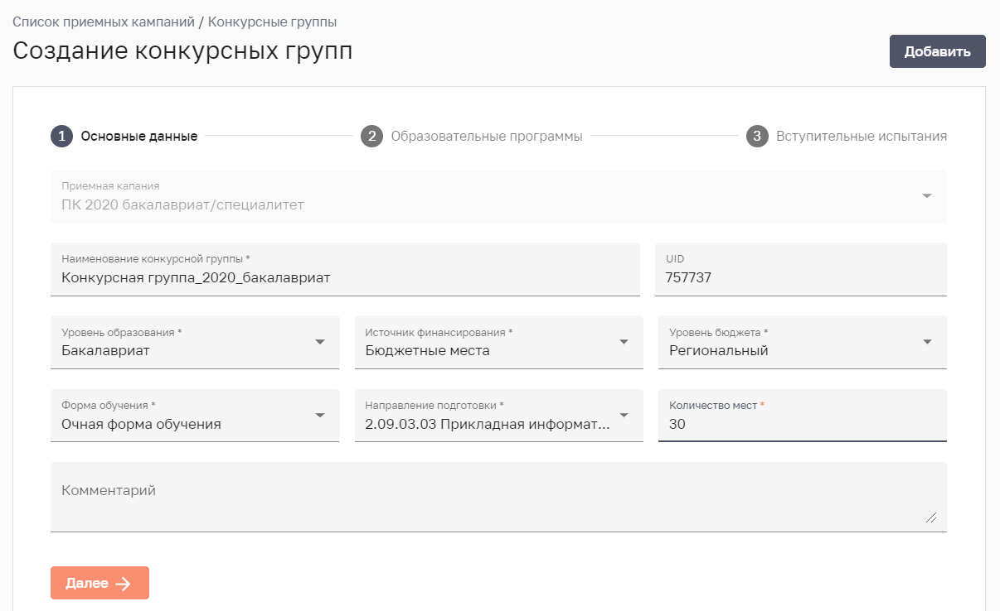 Список приемных кампаний / Конкурсные группы
Создание конкурсных групп
Добавить
1 Основные данные
2 Образовательные программы
3 Вступительные испытания
Приемная капания
ПК 2020 бакалавриат/специалитет
Наименование конкурсной группы *
Конкурсная группа_2020_бакалавриат
UID
757737
Уровень образования *
Бакалавриат
Источник финансирования *
Бюджетные места
Уровень бюджета *
Региональный
Форма обучения *
Очная форма обучения
Направление подготовки *
2.09.03.03 Прикладная информат...
Количество мест *
30
Комментарий
Далее →